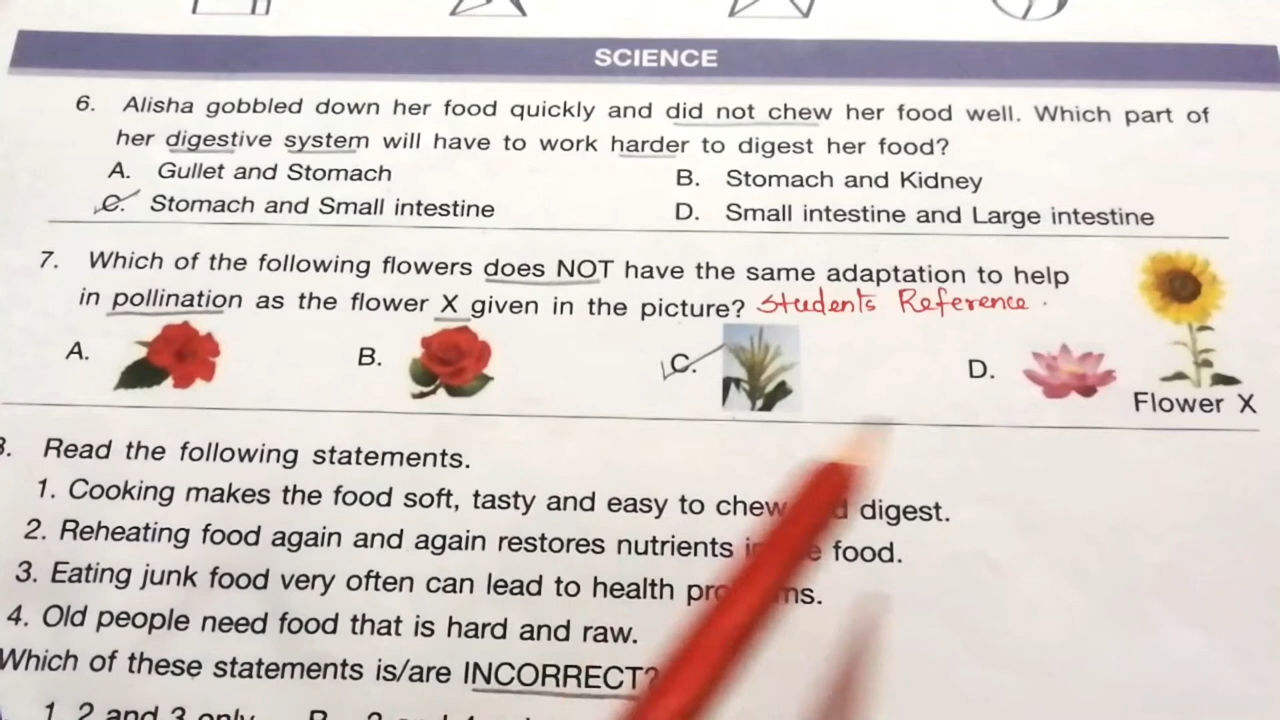 SCIENCE
6. Alisha gobbled down her food quickly and did not chew her food well. Which part of
her digestive system will have to work harder to digest her food?
A. Gullet and Stomach
B. Stomach and Kidney
C. Stomach and Small intestine
D. Small intestine and Large intestine
7. Which of the following flowers does NOT have the same adaptation to help
in pollination as the flower X given in the picture? Students Reference.
A.
B.
C.
D.
Flower X
Read the following statements.
1. Cooking makes the food soft, tasty and easy to chew digest.
2. Reheating food again and again restores nutrients food.
3. Eating junk food very often can lead to health
4. Old people need food that is hard and raw.
Which of these statements is/are INCORRECT?
1, 2 and 3 only